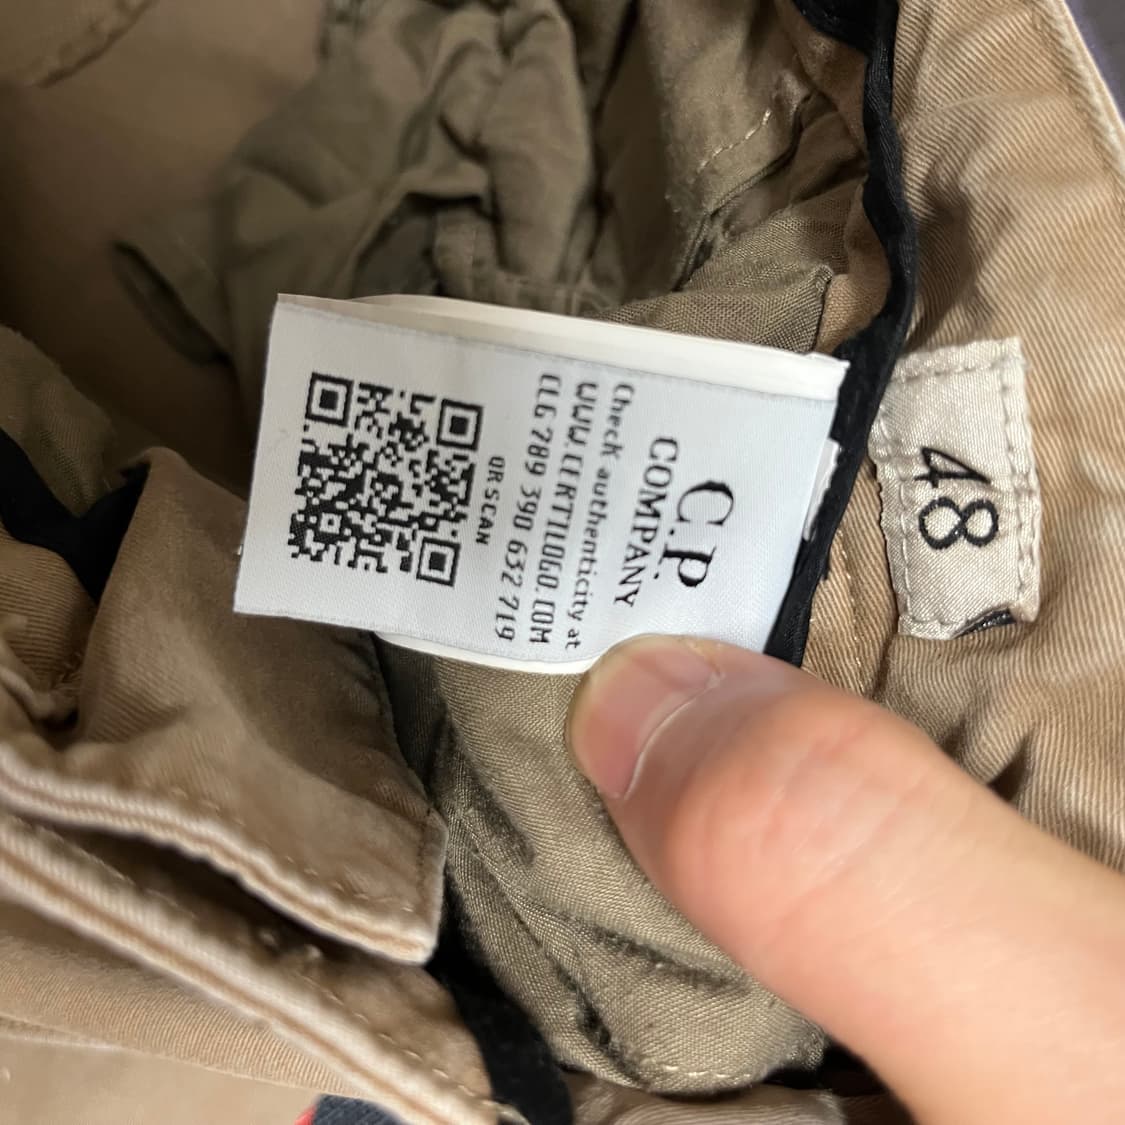 C.P.
COMPANY
Check authenticity at
WWW.CERTILOGO.COM
CLG 789 390 632 719
QR SCAN
48